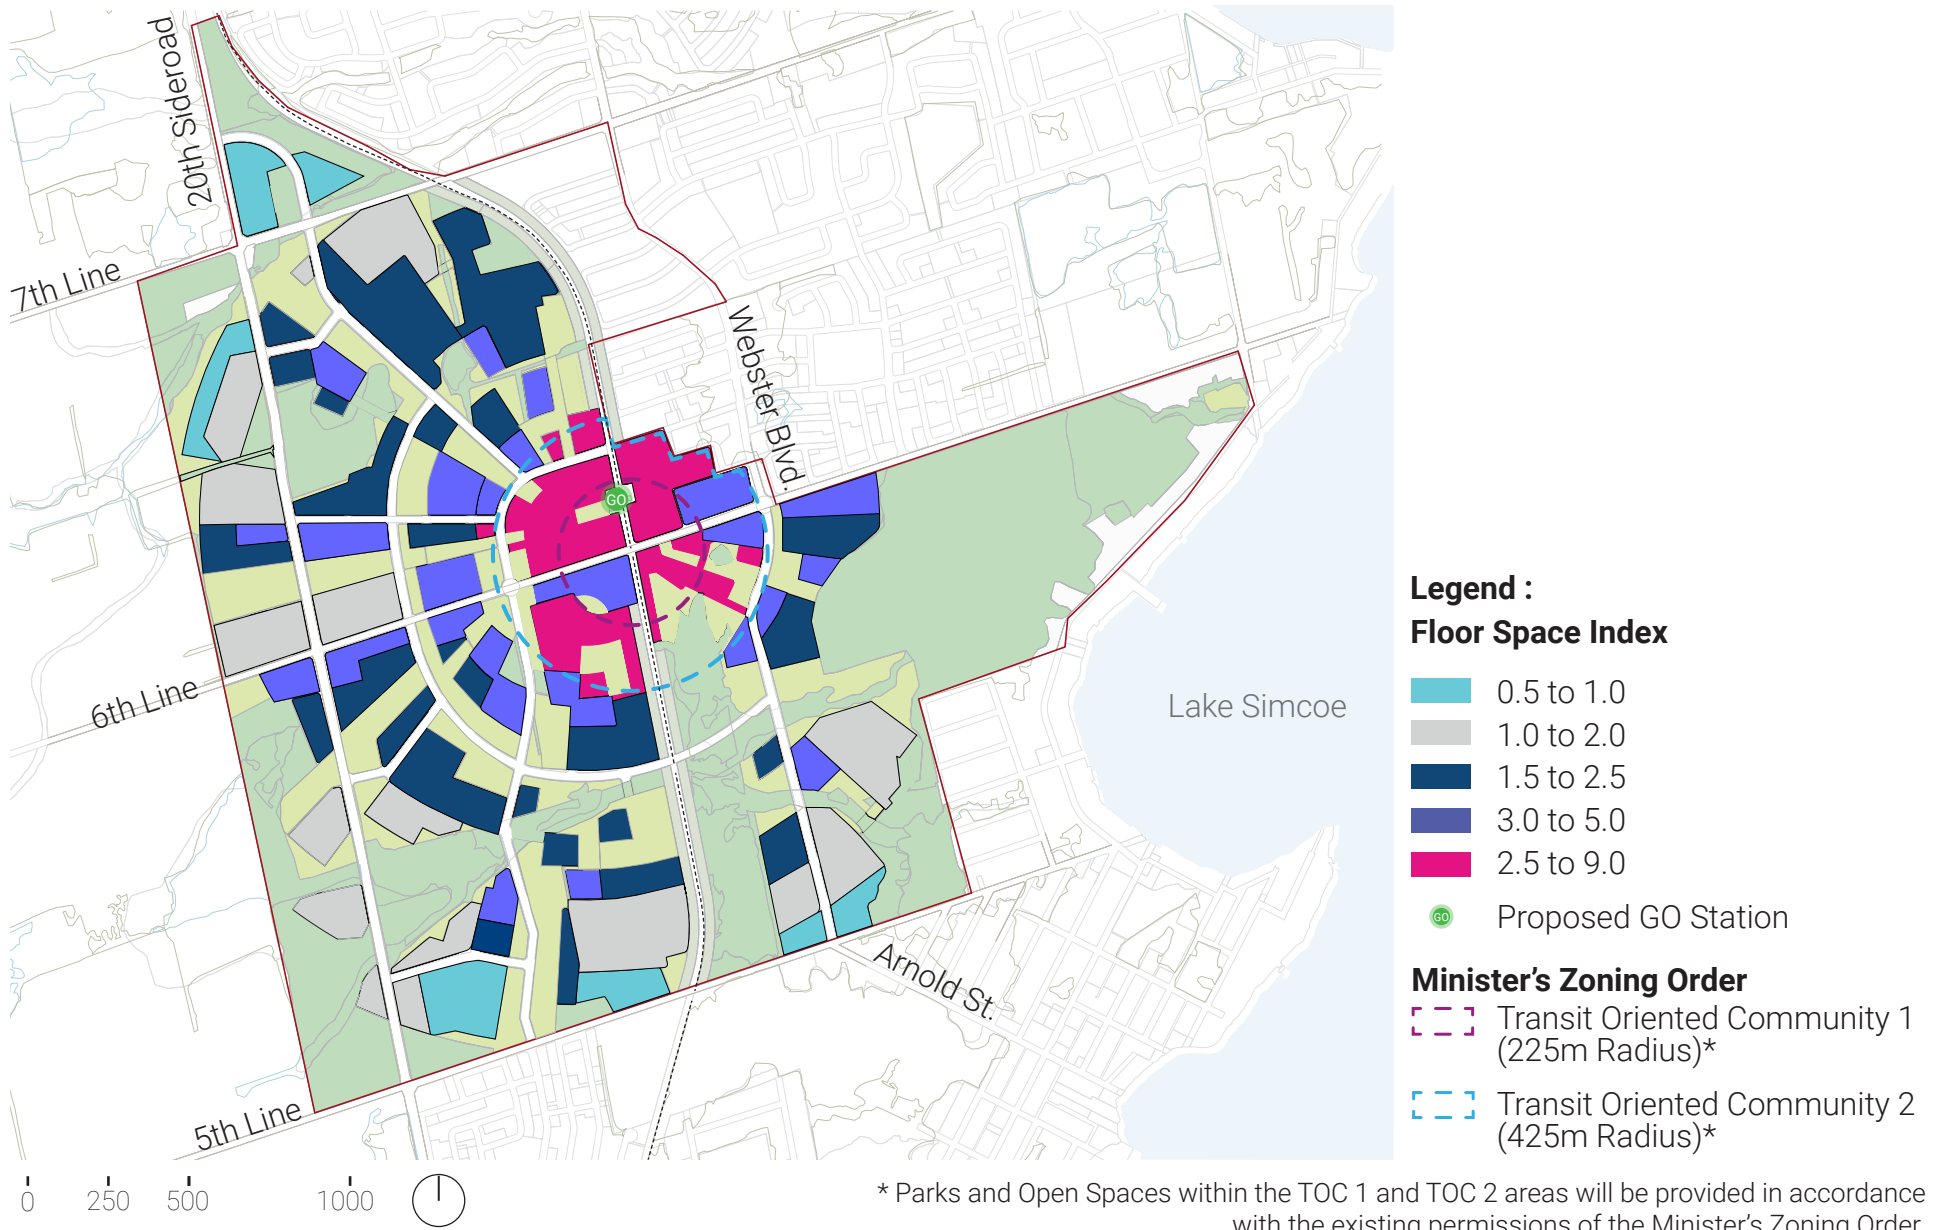 20th Sideroad
7th Line
Webster Blvd.
GO
6th Line
Lake Simcoe
Arnold St.
5th Line
0 250 500 1000
Legend :
Floor Space Index
0.5 to 1.0
1.0 to 2.0
1.5 to 2.5
3.0 to 5.0
2.5 to 9.0
GO Proposed GO Station
Minister’s Zoning Order
Transit Oriented Community 1
(225m Radius)*
Transit Oriented Community 2
(425m Radius)*
* Parks and Open Spaces within the TOC 1 and TOC 2 areas will be provided in accordance
with the existing permissions of the Minister’s Zoning Order.